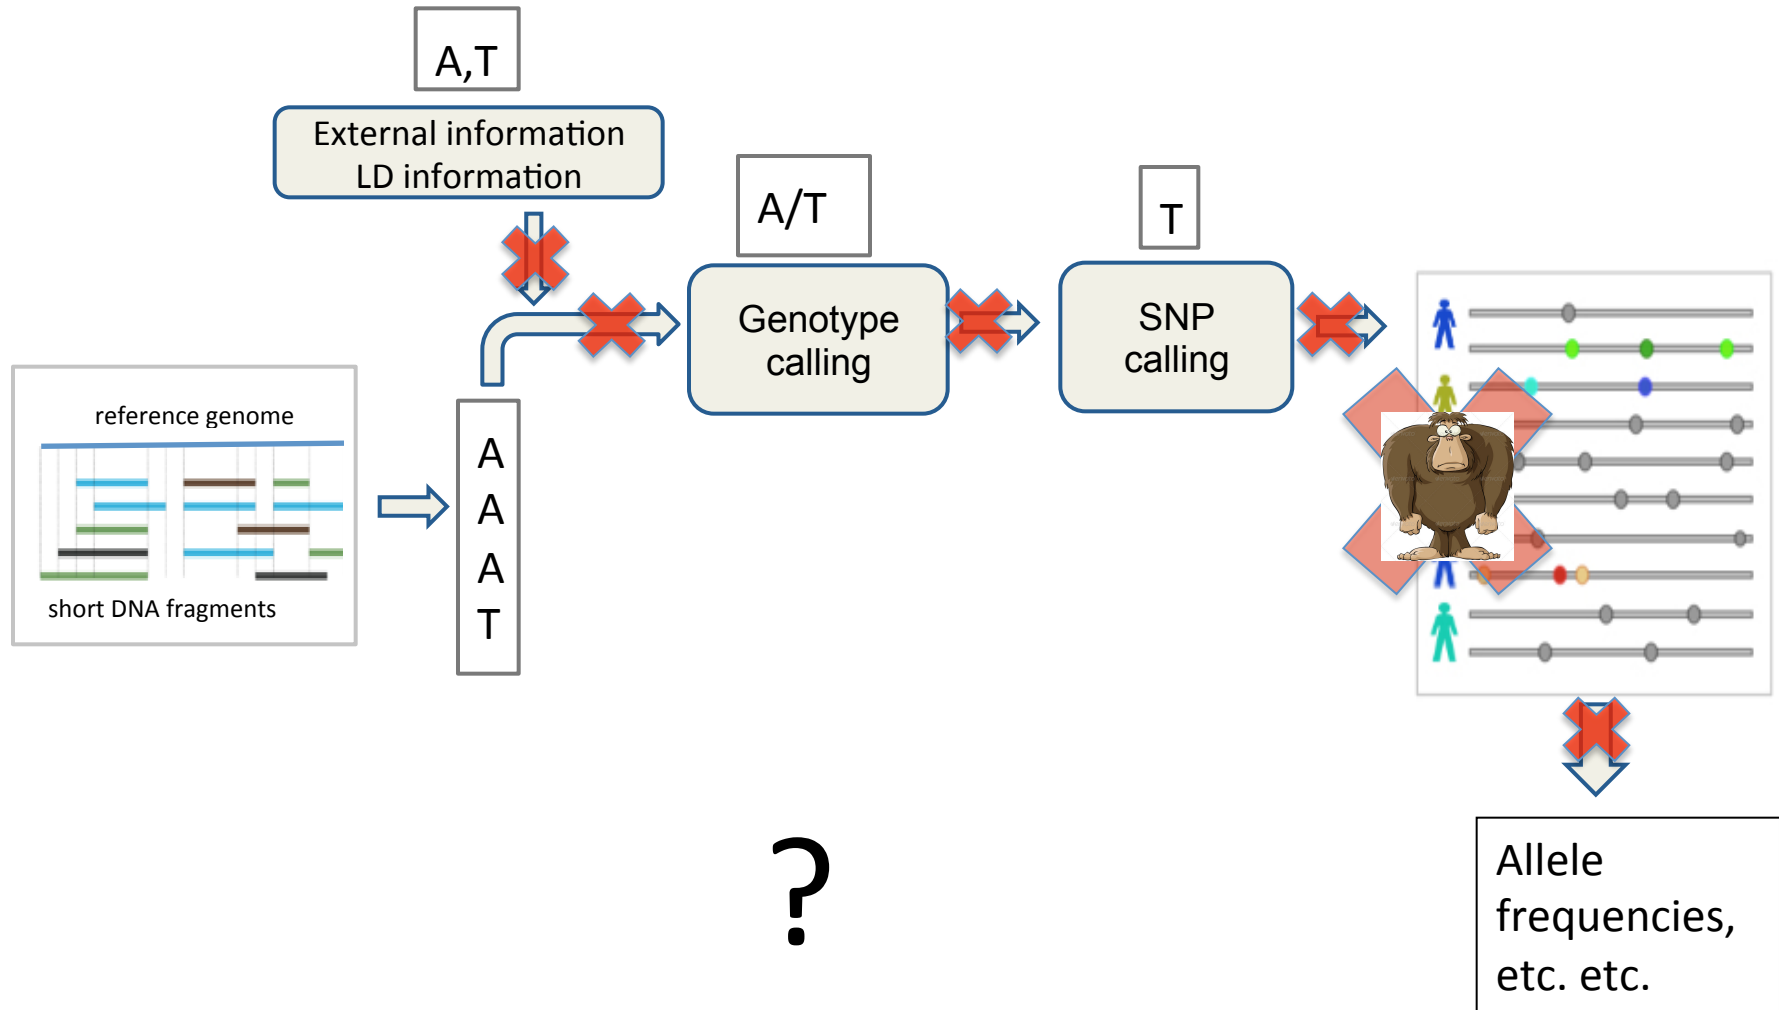 A,T
External information
LD information
A/T
T
Genotype
calling
SNP
calling
reference genome
short DNA fragments
A
A
A
T
?
Allele
frequencies,
etc. etc.